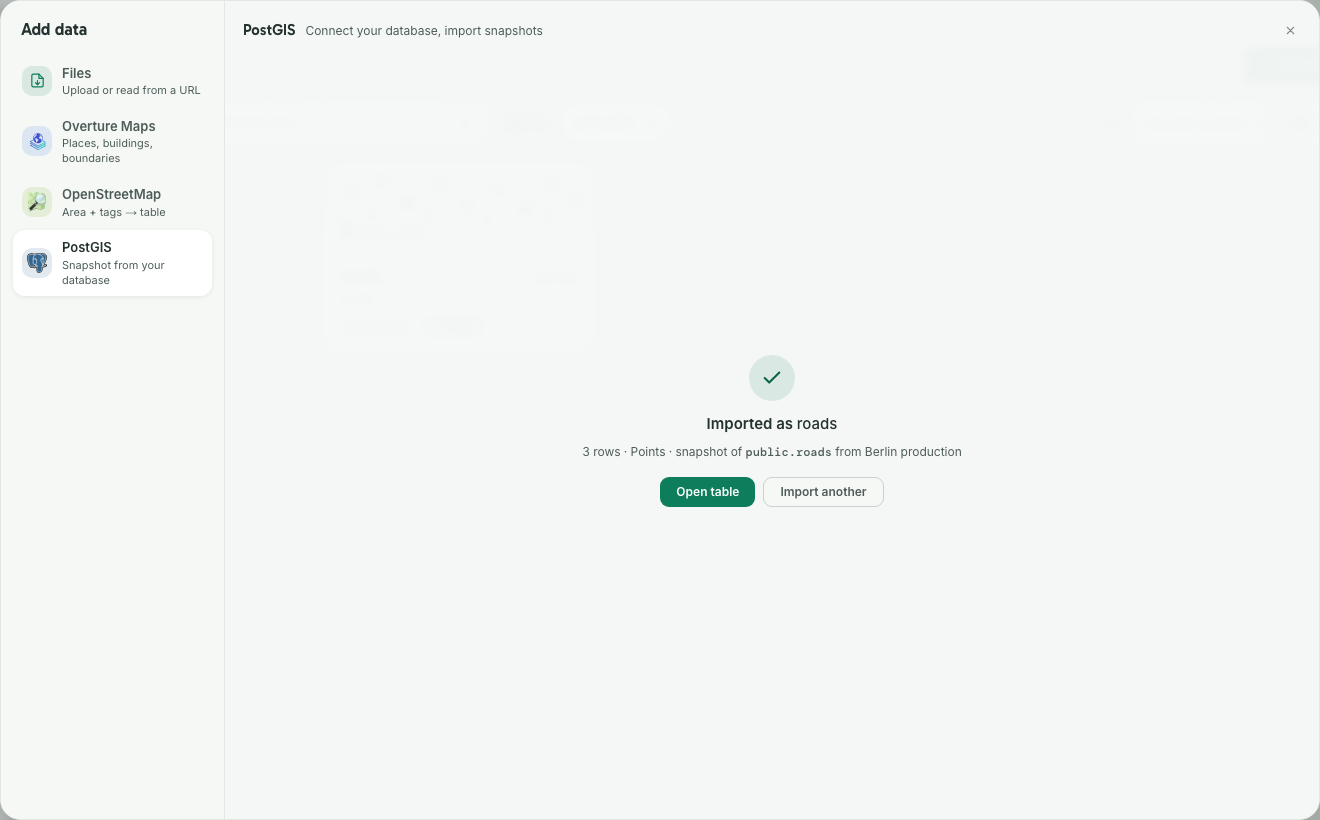 Add data
Files
Upload or read from a URL
Overture Maps
Places, buildings,
boundaries
OpenStreetMap
Area + tags → table
PostGIS
Snapshot from your
database
PostGIS Connect your database, import snapshots
×
Imported as roads
3 rows · Points · snapshot of public.roads from Berlin production
Open table
Import another